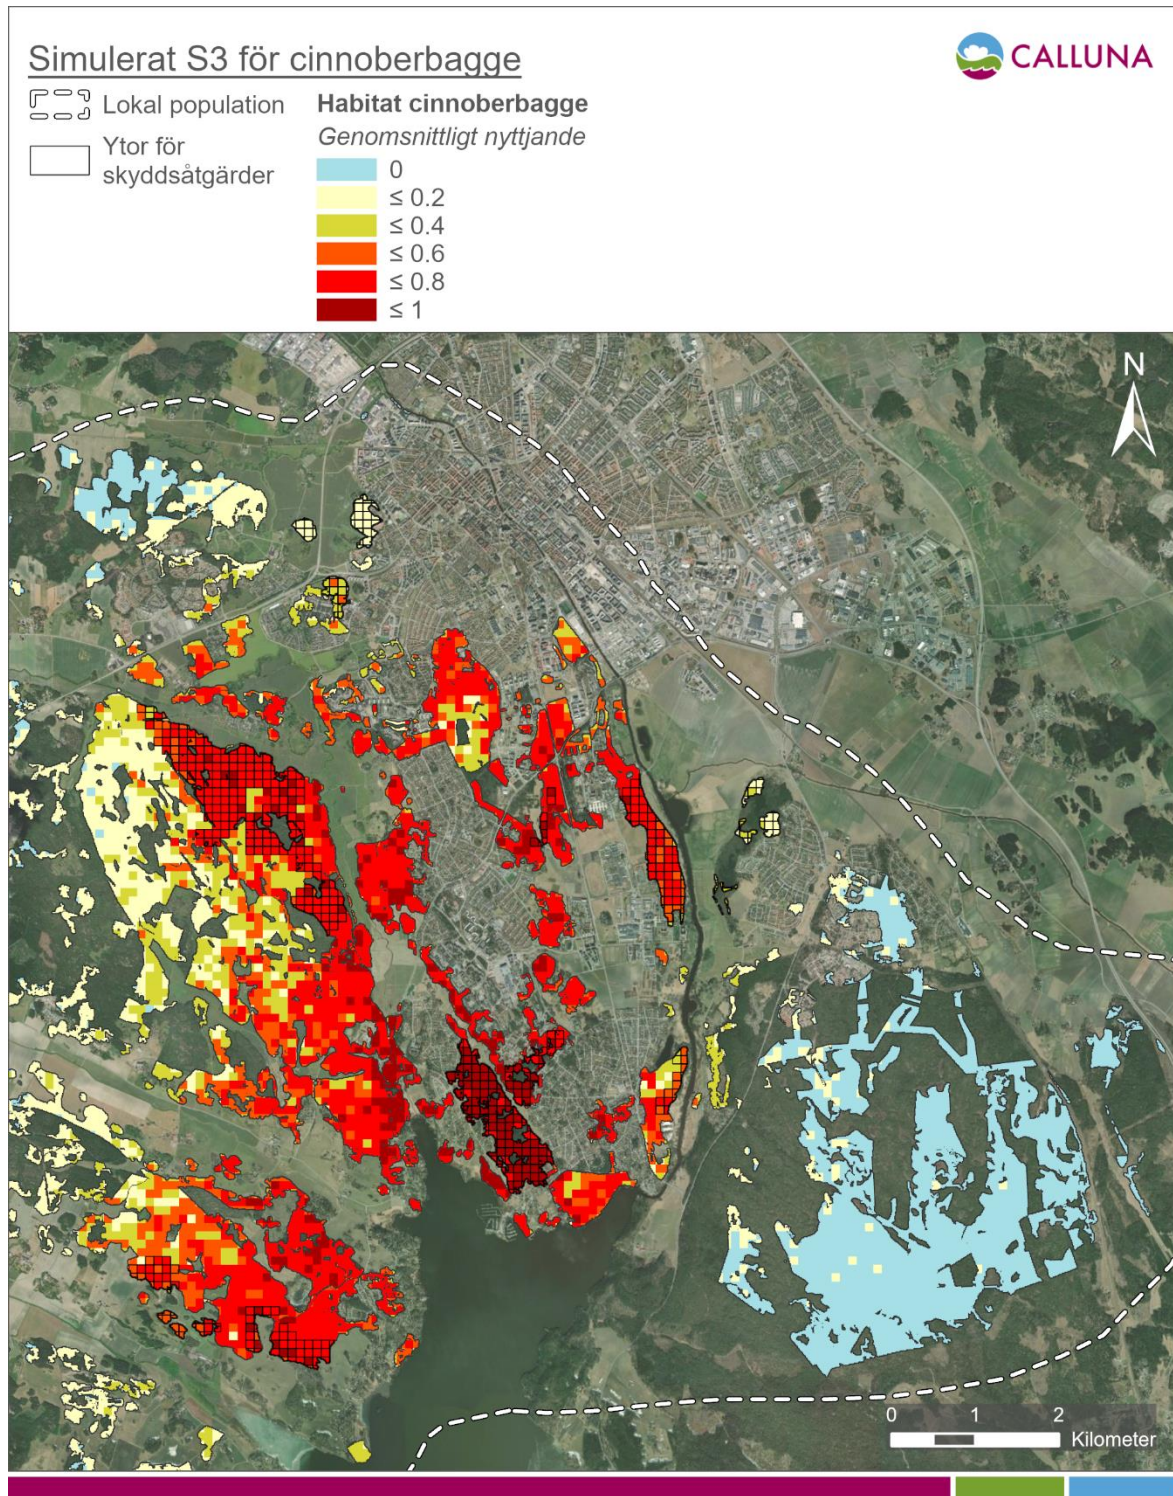 Simulerat S3 för cinnoberbagge
CALLUNA
Lokal population
Ytor för
skyddsåtgärder
Habitat cinnoberbagge
Genomsnittligt nyttjande
0
≤ 0.2
≤ 0.4
≤ 0.6
≤ 0.8
≤ 1
N
0 1 2
Kilometer